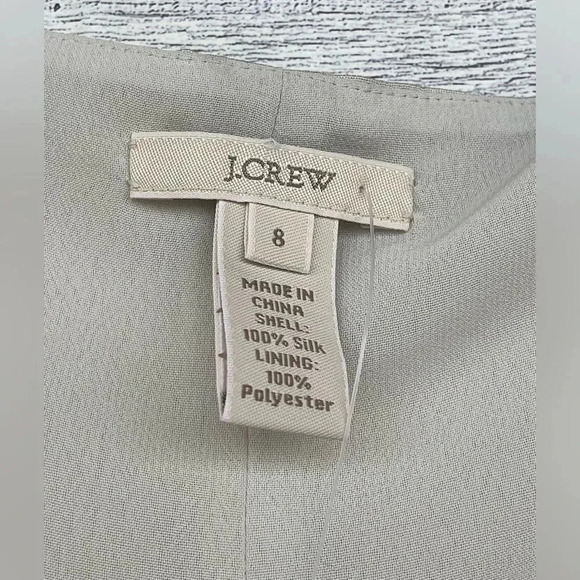 J.CREW
8
MADE IN
CHINA
SHELL:
100% Silk
LINING:
100%
Polyester